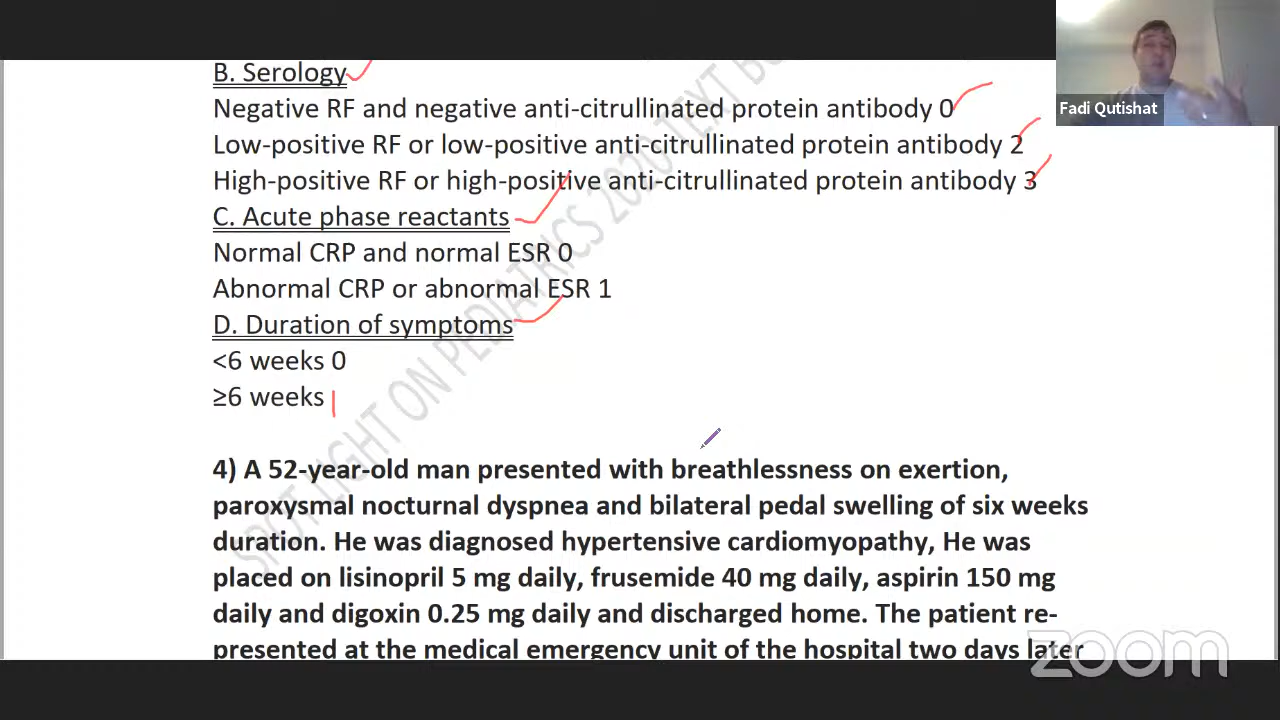 B. Serology
Negative RF and negative anti-citrullinated protein antibody 0
Low-positive RF or low-positive anti-citrullinated protein antibody 2
High-positive RF or high-positive anti-citrullinated protein antibody 3
C. Acute phase reactants
Normal CRP and normal ESR 0
Abnormal CRP or abnormal ESR 1
D. Duration of symptoms
<6 weeks 0
≥6 weeks |
4) A 52-year-old man presented with breathlessness on exertion,
paroxysmal nocturnal dyspnea and bilateral pedal swelling of six weeks
duration. He was diagnosed hypertensive cardiomyopathy, He was
placed on lisinopril 5 mg daily, frusemide 40 mg daily, aspirin 150 mg
daily and digoxin 0.25 mg daily and discharged home. The patient re-
presented at the medical emergency unit of the hospital two days later
Fadi Qutishat
SPOT LIGHT ON PEDIATRICS 2020 TEXT
zoom